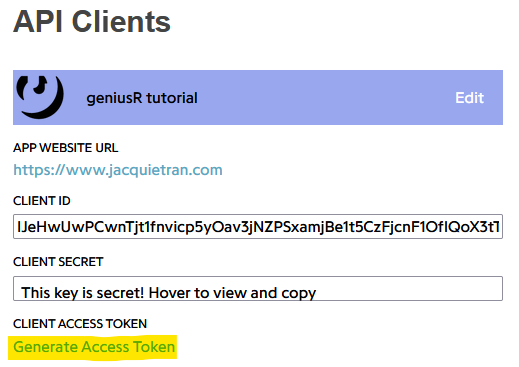 API Clients
geniusR tutorial
Edit
APP WEBSITE URL
https://www.jacquietran.com
CLIENT ID
IJeHwUwPCwnTjt1fnvicp5yOav3jNZPSxamjBe1t5CzFjcnF1OfIQoX3tT
CLIENT SECRET
This key is secret! Hover to view and copy
CLIENT ACCESS TOKEN
Generate Access Token